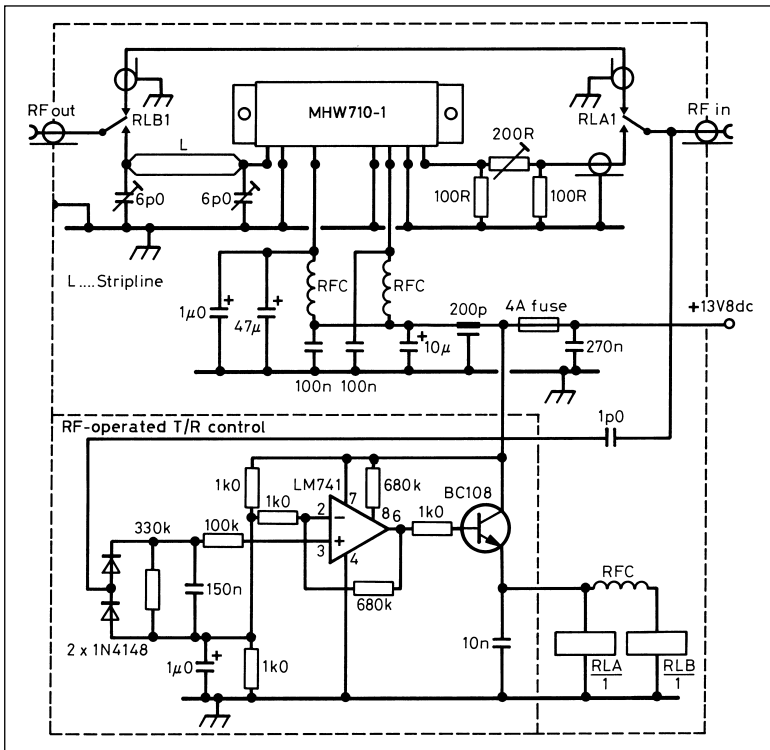 MHW710-1
RF out
RLB1
RLA1
RF in
L
200R
6p0
6p0
100R
100R
L....Stripline
RFC
RFC
+13V8dc
1µ0
+
47µ
+
200p
4A fuse
+
10µ
270n
100n
100n
1p0
RF-operated T/R control
1k0
1k0
LM741
680k
BC108
330k
100k
2
−
7
8
6
1k0
3
+
4
150n
680k
RFC
2 x 1N4148
1µ0
+
1k0
10n
RLA
1
RLB
1